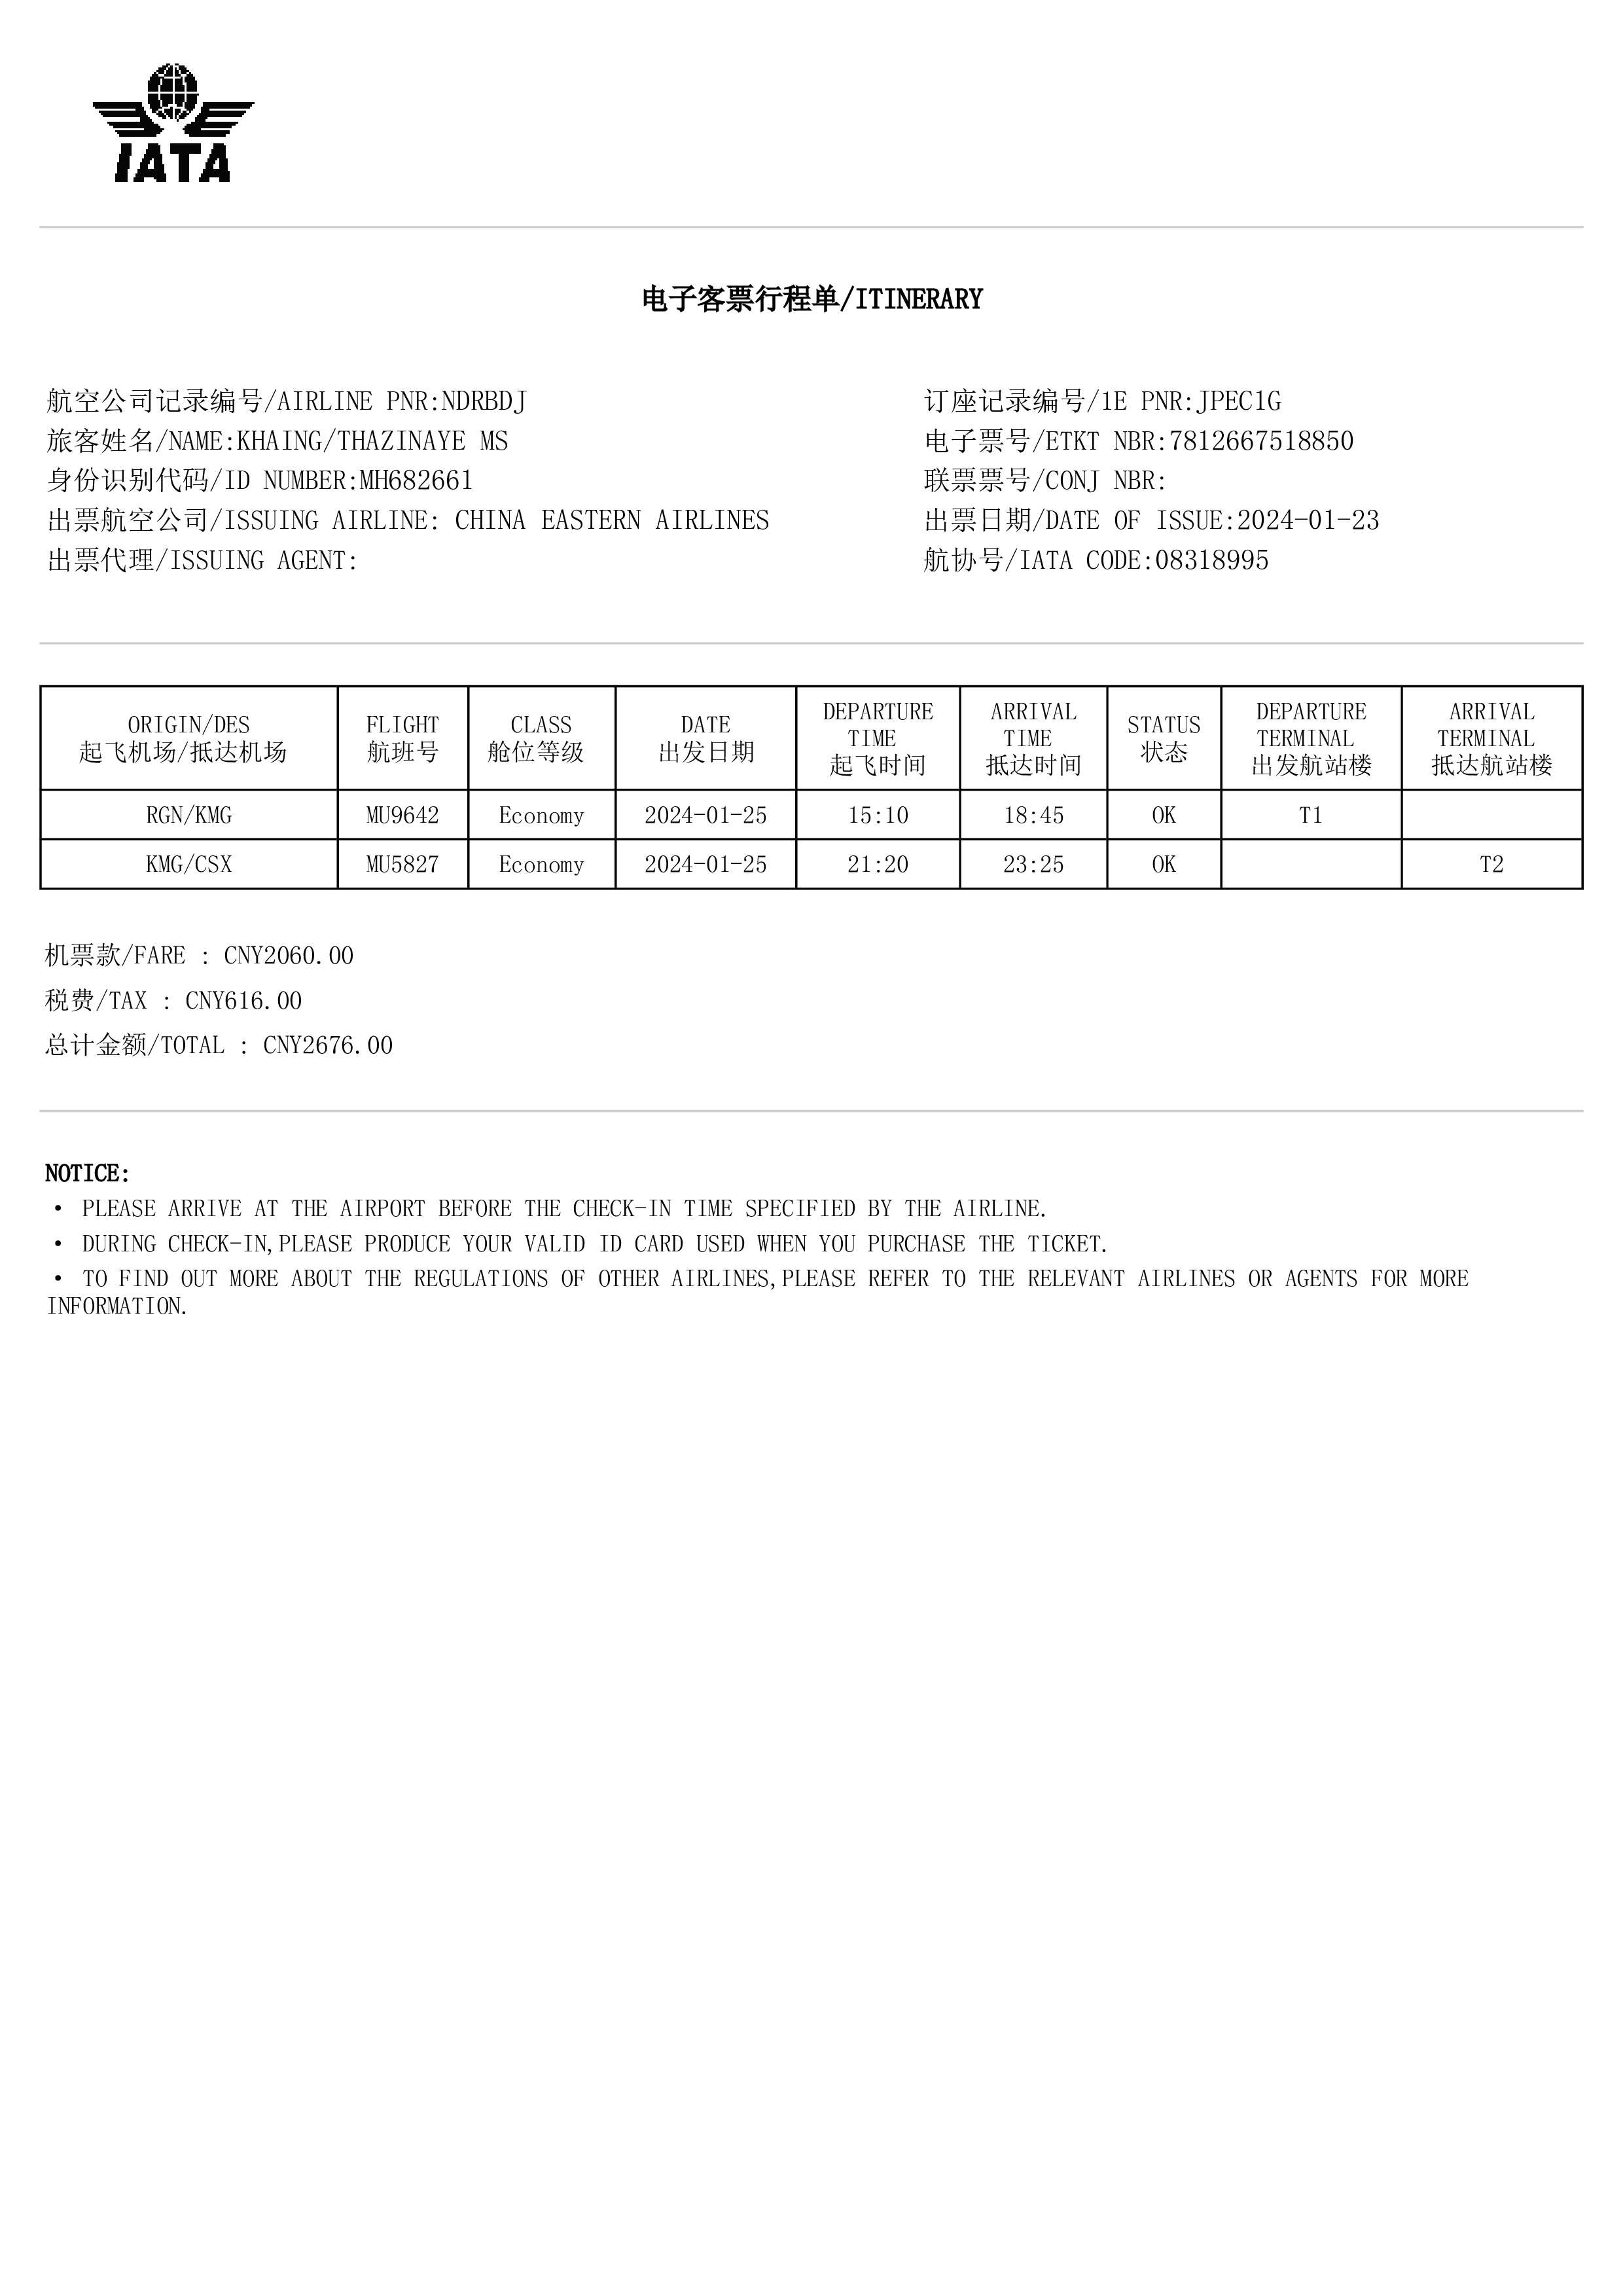 IATA
电子客票行程单/ITINERARY
航空公司记录编号/AIRLINE PNR:NDRBDJ
订座记录编号/1E PNR:JPEC1G
旅客姓名/NAME:KHAING/THAZINAYE MS
电子票号/ETKT NBR:7812667518850
身份识别代码/ID NUMBER:MH682661
联票票号/CONJ NBR:
出票航空公司/ISSUING AIRLINE: CHINA EASTERN AIRLINES
出票日期/DATE OF ISSUE:2024-01-23
出票代理/ISSUING AGENT:
航协号/IATA CODE:08318995
ORIGIN/DES
起飞机场/抵达机场
FLIGHT
航班号
CLASS
舱位等级
DATE
出发日期
DEPARTURE
TIME
起飞时间
ARRIVAL
TIME
抵达时间
STATUS
状态
DEPARTURE
TERMINAL
出发航站楼
ARRIVAL
TERMINAL
抵达航站楼
RGN/KMG MU9642 Economy 2024-01-25 15:10 18:45 OK T1
KMG/CSX MU5827 Economy 2024-01-25 21:20 23:25 OK T2
机票款/FARE : CNY2060.00
税费/TAX : CNY616.00
总计金额/TOTAL : CNY2676.00
NOTICE:
· PLEASE ARRIVE AT THE AIRPORT BEFORE THE CHECK-IN TIME SPECIFIED BY THE AIRLINE.
· DURING CHECK-IN,PLEASE PRODUCE YOUR VALID ID CARD USED WHEN YOU PURCHASE THE TICKET.
· TO FIND OUT MORE ABOUT THE REGULATIONS OF OTHER AIRLINES,PLEASE REFER TO THE RELEVANT AIRLINES OR AGENTS FOR MORE
INFORMATION.